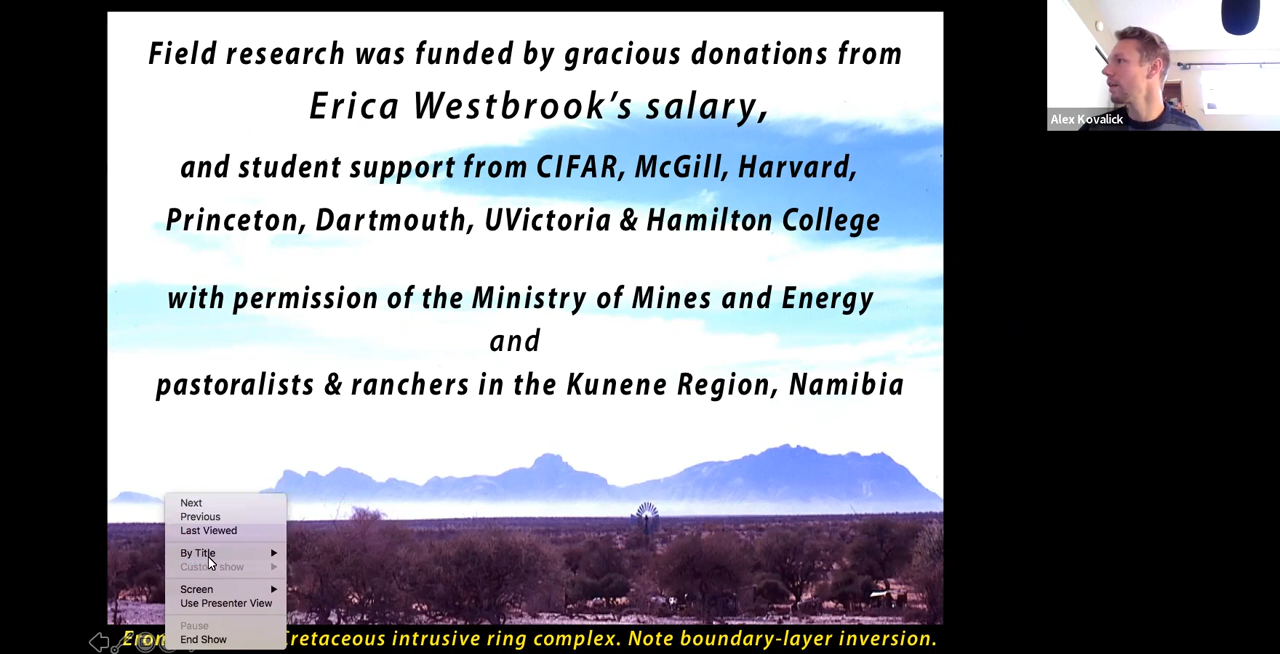 Field research was funded by gracious donations from
Erica Westbrook's salary,
and student support from CIFAR, McGill, Harvard,
Princeton, Dartmouth, UVictoria & Hamilton College
with permission of the Ministry of Mines and Energy
and
pastoralists & ranchers in the Kunene Region, Namibia
Alex Kovalick
Next
Previous
Last Viewed
By Title
Custom show
Screen
Use Presenter View
Pause
End Show
Cretaceous intrusive ring complex. Note boundary-layer inversion.